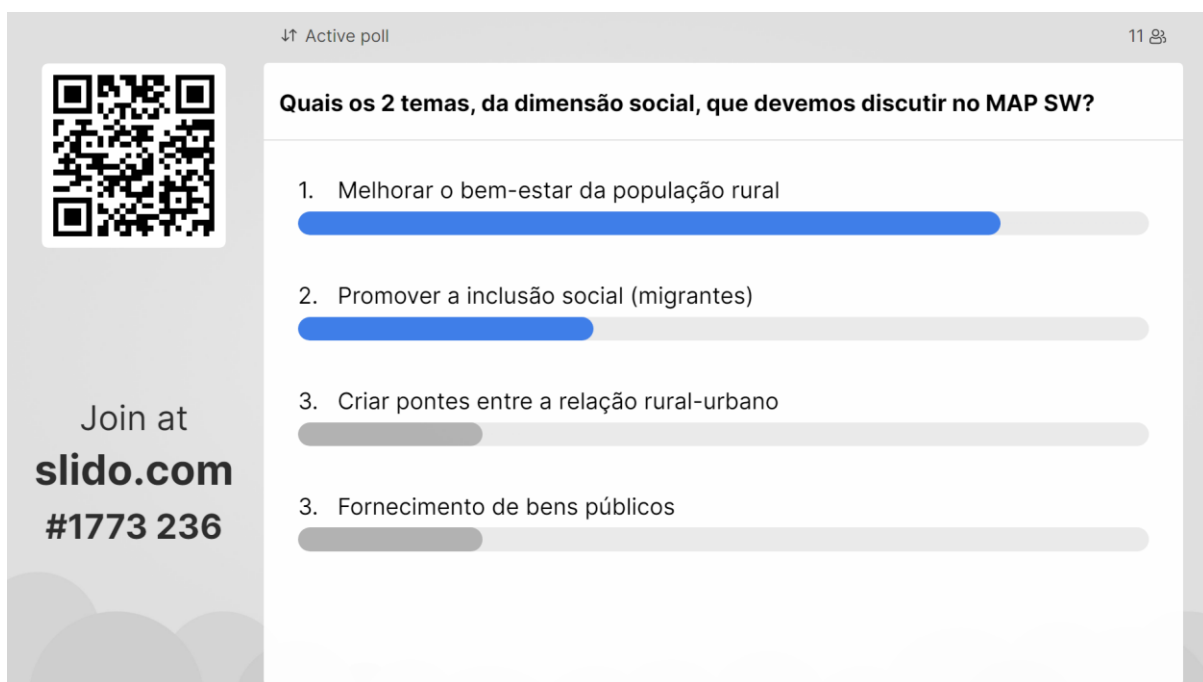 Active poll
11
Quais os 2 temas, da dimensão social, que devemos discutir no MAP SW?
1. Melhorar o bem-estar da população rural
2. Promover a inclusão social (migrantes)
3. Criar pontes entre a relação rural-urbano
3. Fornecimento de bens públicos
Join at
slido.com
#1773 236